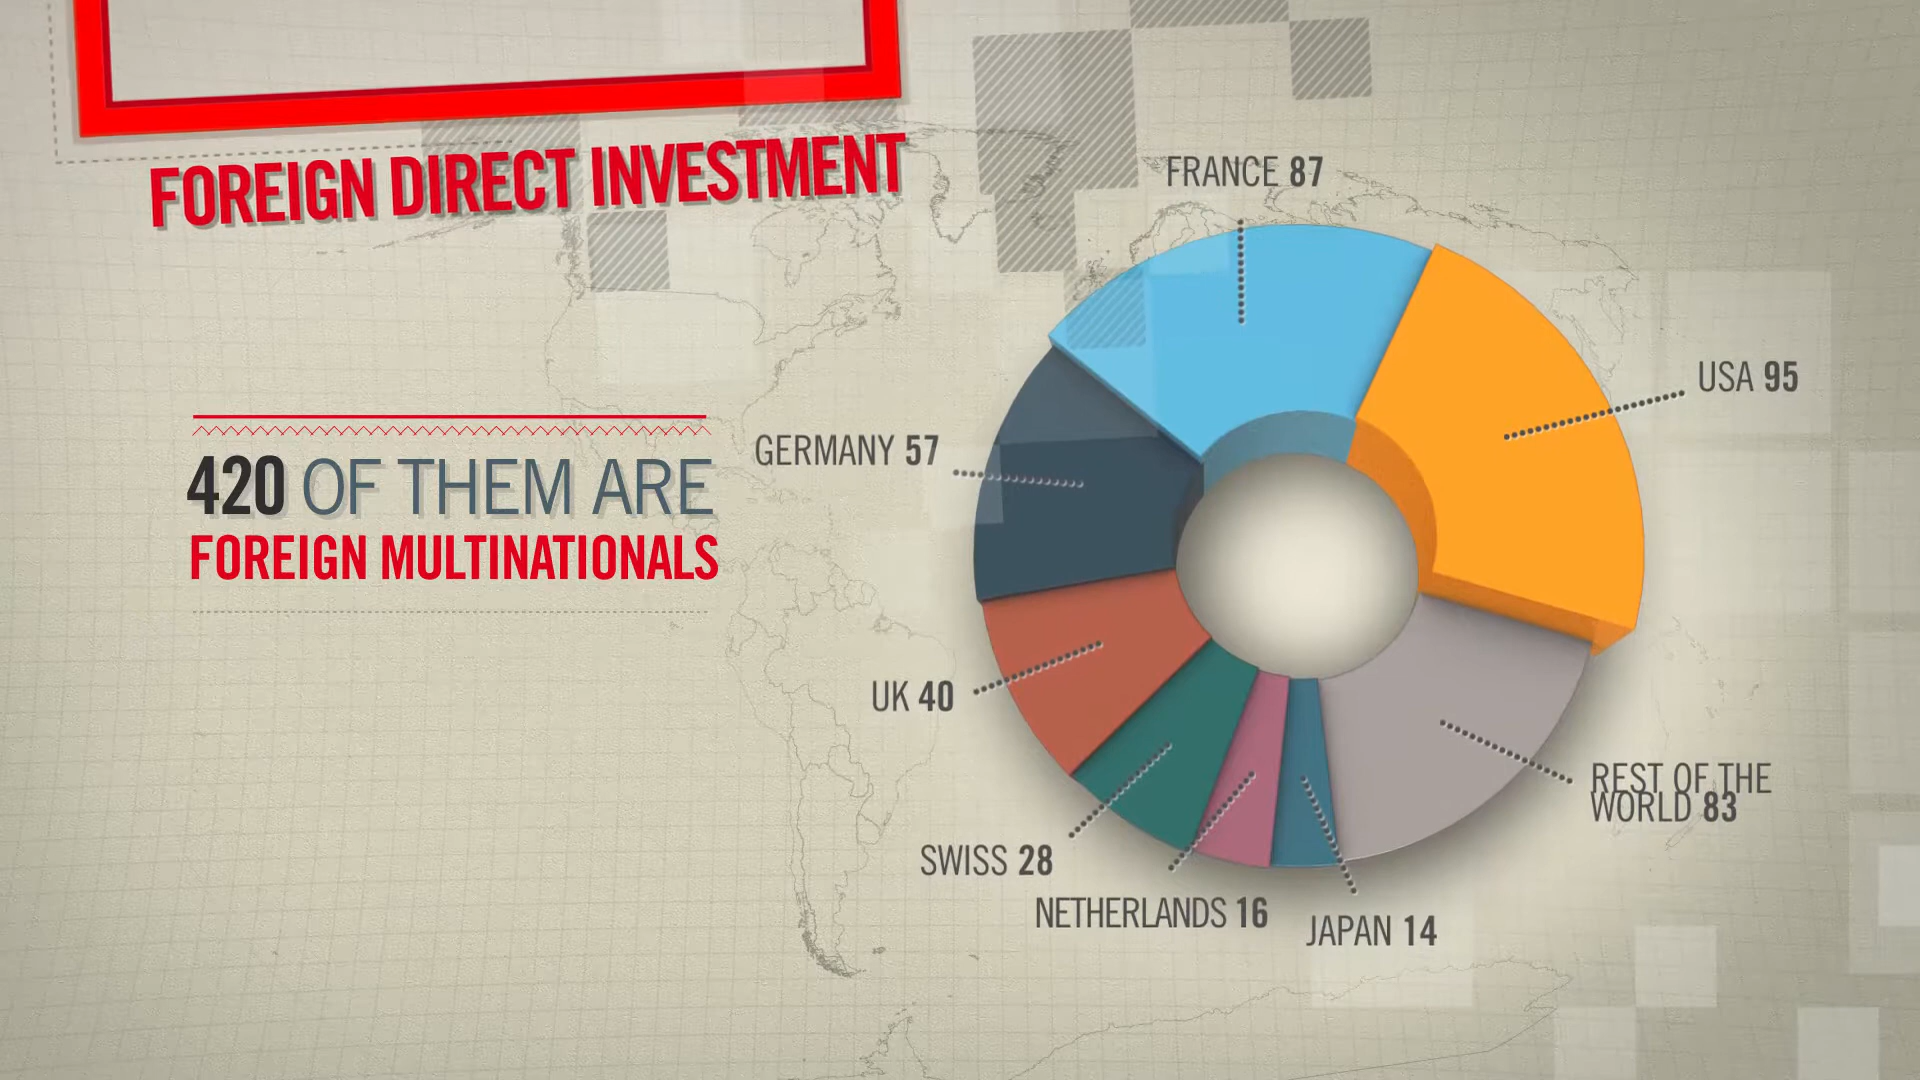 FOREIGN DIRECT INVESTMENT
FRANCE 87
USA 95
GERMANY 57
420 OF THEM ARE
FOREIGN MULTINATIONALS
UK 40
REST OF THE
WORLD 83
SWISS 28
NETHERLANDS 16
JAPAN 14